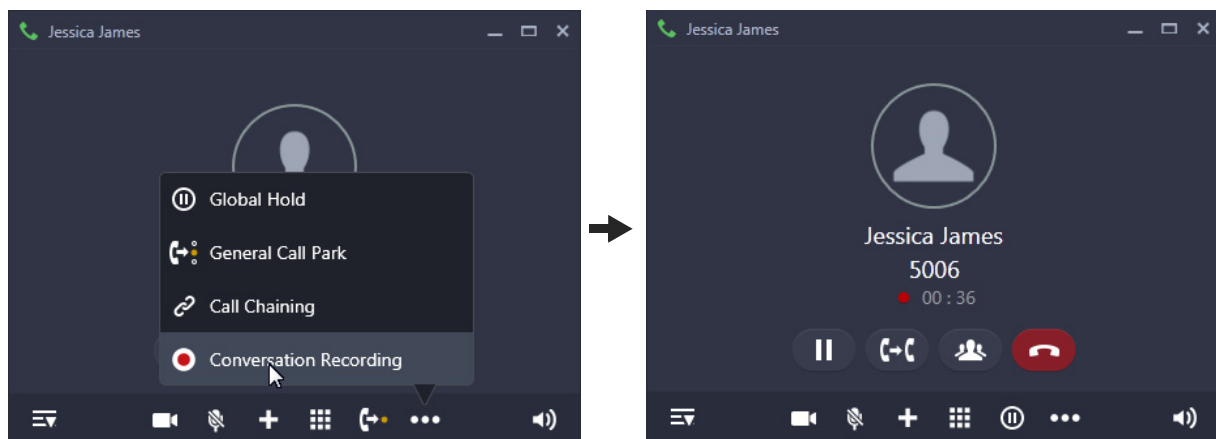 Jessica James
Global Hold
General Call Park
Call Chaining
Conversation Recording
Jessica James
Jessica James
5006
00 : 36